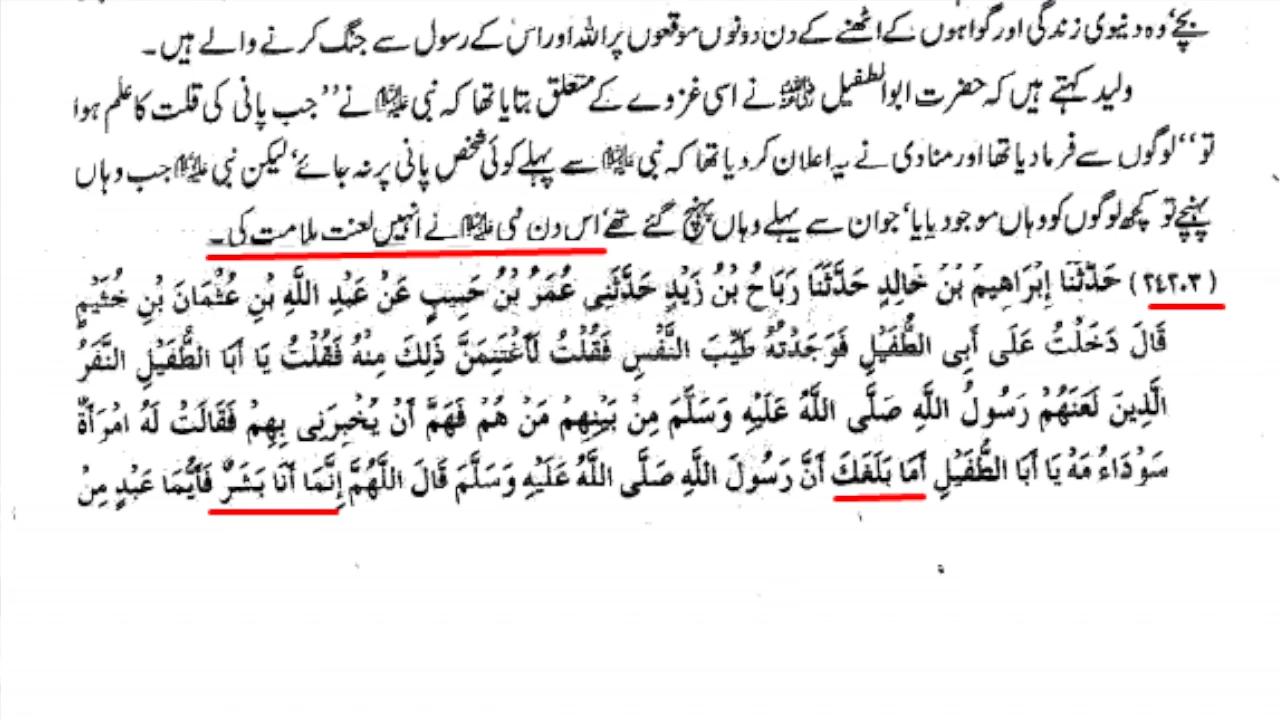 بچے‘ وہ دنیوی زندگی اور گواہوں کے اٹھنے کے دن دونوں موقعوں پر اللہ اور اس کے رسول سے جنگ کرنے والے ہیں۔
ولید کہتے ہیں کہ حضرت ابوالطفیل رضی اللہ عنہ نے اسی غزوے کے متعلق بتایا تھا کہ نبی علیہ السلام نے ’’جب پانی کی قلت کا علم ہوا
تو‘‘ لوگوں سے فرما دیا تھا اور منادی نے یہ اعلان کر دیا تھا کہ نبی علیہ السلام سے پہلے کوئی شخص پانی پر نہ جائے‘ لیکن نبی علیہ السلام جب وہاں
پہنچے تو کچھ لوگوں کو وہاں موجود پایا‘ جو ان سے پہلے وہاں پہنچ گئے تھے‘ اس دن نبی علیہ السلام نے انہیں لعنت ملامت کی۔
(٢٤٢٠٣) حَدَّثَنَا إِبْرَاهِيمُ بْنُ خَالِدٍ حَدَّثَنَا رَبَاحُ بْنُ زَيْدٍ حَدَّثَنِي عُمَرُ بْنُ حَبِيبٍ عَنْ عَبْدِ اللَّهِ بْنِ عُثْمَانَ بْنِ خُثَيْمٍ
قَالَ دَخَلْتُ عَلَى أَبِي الطُّفَيْلِ فَوَجَدْتُهُ طَيِّبَ النَّفْسِ فَقُلْتُ لَأَغْتَنِمَنَّ ذَلِكَ مِنْهُ فَقُلْتُ يَا أَبَا الطُّفَيْلِ النَّفَرُ
الَّذِينَ لَعَنَهُمْ رَسُولُ اللَّهِ صَلَّى اللَّهُ عَلَيْهِ وَسَلَّمَ مِنْ بَيْنِهِمْ مَنْ هُمْ فَهَمَّ أَنْ يُخْبِرَنِي بِهِمْ فَقَالَتْ لَهُ امْرَأَةٌ
سَوْدَاءُ مَهْ يَا أَبَا الطُّفَيْلِ أَمَا بَلَغَكَ أَنَّ رَسُولَ اللَّهِ صَلَّى اللَّهُ عَلَيْهِ وَسَلَّمَ قَالَ اللَّهُمَّ إِنَّمَا أَنَا بَشَرٌ فَأَيُّمَا عَبْدٍ مِنْ